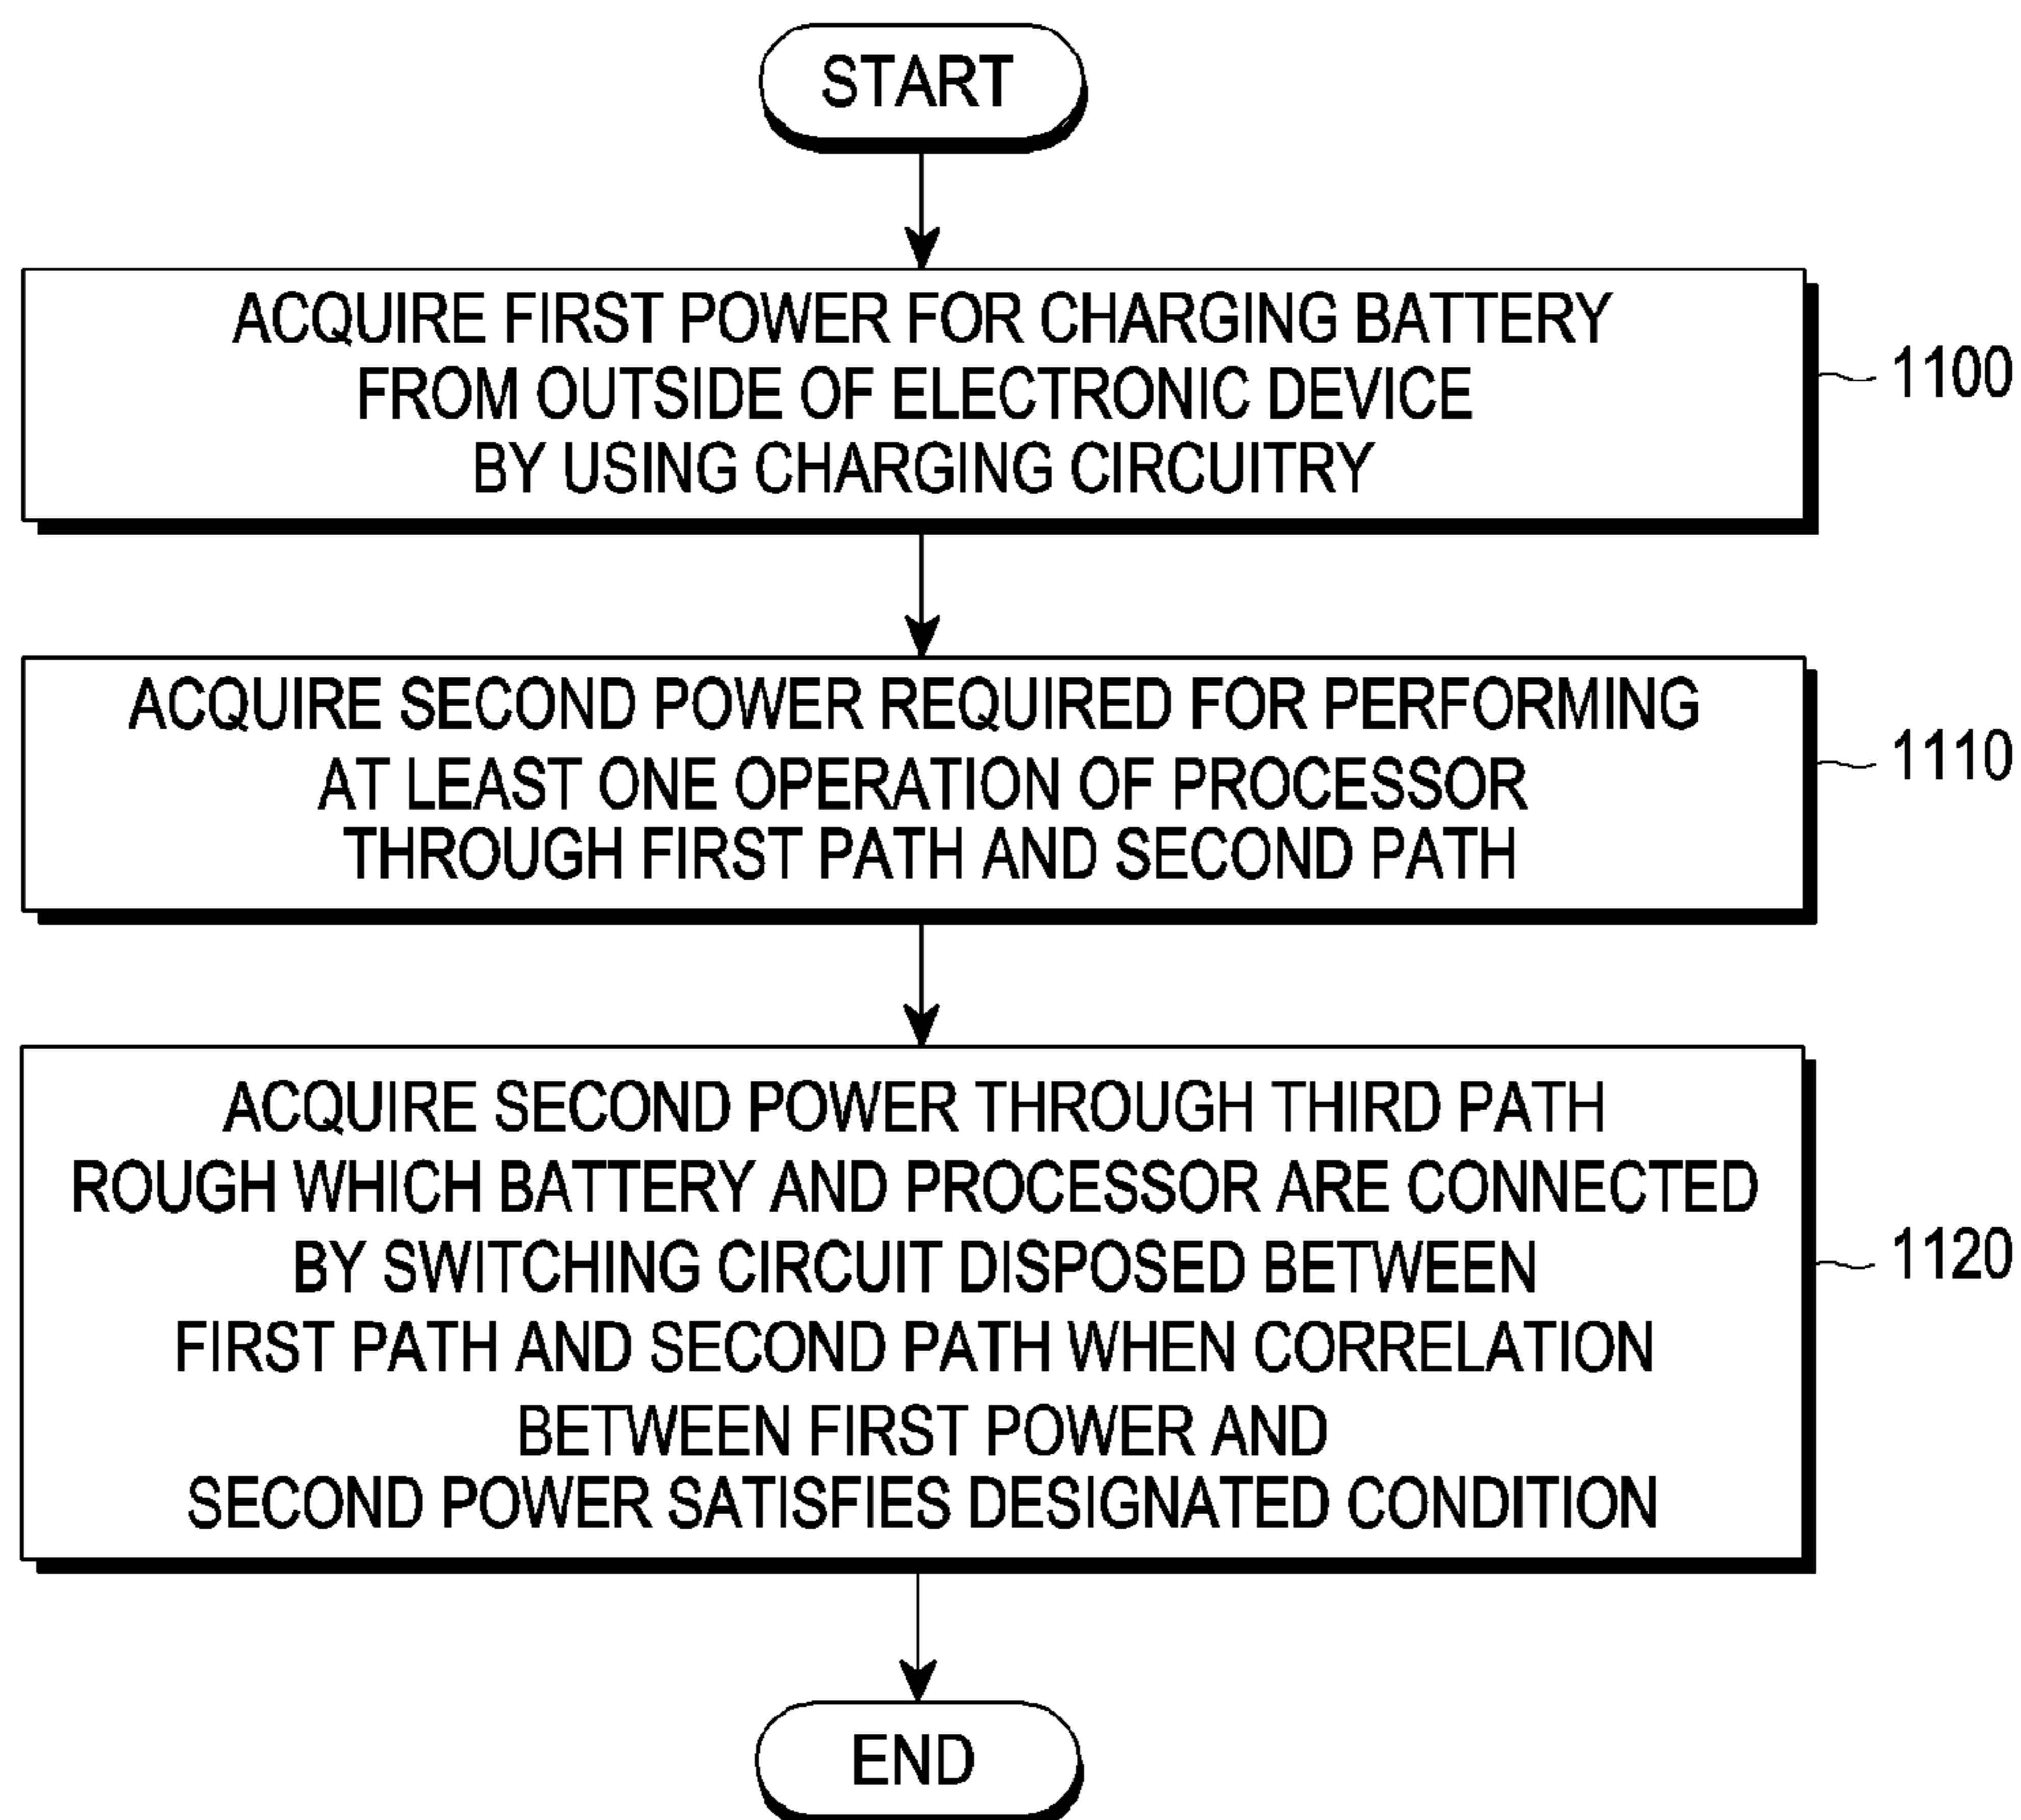 START
ACQUIRE FIRST POWER FOR CHARGING BATTERY
FROM OUTSIDE OF ELECTRONIC DEVICE
BY USING CHARGING CIRCUITRY
1100
ACQUIRE SECOND POWER REQUIRED FOR PERFORMING
AT LEAST ONE OPERATION OF PROCESSOR
THROUGH FIRST PATH AND SECOND PATH
1110
ACQUIRE SECOND POWER THROUGH THIRD PATH
ROUGH WHICH BATTERY AND PROCESSOR ARE CONNECTED
BY SWITCHING CIRCUIT DISPOSED BETWEEN
FIRST PATH AND SECOND PATH WHEN CORRELATION
BETWEEN FIRST POWER AND
SECOND POWER SATISFIES DESIGNATED CONDITION
1120
END